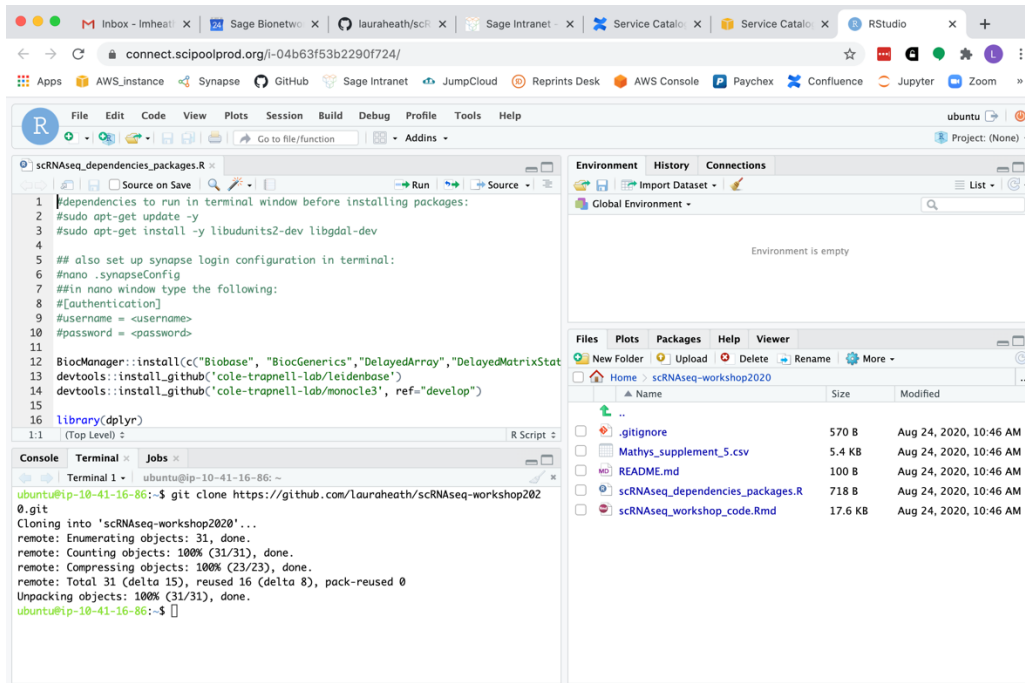 Inbox - lmheat
Sage Bionetwo
lauraheath/scR
Sage Intranet -
Service Catalo
Service Catalo
RStudio
connect.scipoolprod.org/i-04b63f53b2290f724/
Apps AWS_instance Synapse GitHub Sage Intranet JumpCloud Reprints Desk AWS Console Paychex Confluence Jupyter Zoom »
File Edit Code View Plots Session Build Debug Profile Tools Help
ubuntu
Go to file/function
Addins
Project: (None)
scRNAseq_dependencies_packages.R
Source on Save
Run
Source
1 #dependencies to run in terminal window before installing packages:
2 #sudo apt-get update -y
3 #sudo apt-get install -y libudunits2-dev libgdal-dev
4
5 ## also set up synapse login configuration in terminal:
6 #nano .synapseConfig
7 ##in nano window type the following:
8 #[authentication]
9 #username = <username>
10 #password = <password>
11
12 BiocManager::install(c("Biobase", "BiocGenerics","DelayedArray","DelayedMatrixStat
13 devtools::install_github('cole-trapnell-lab/leidenbase')
14 devtools::install_github('cole-trapnell-lab/monocle3', ref="develop")
15
16 library(dplyr)
1:1 (Top Level)
R Script
Console Terminal Jobs
Terminal 1 ubuntu@ip-10-41-16-86: ~
ubuntu@ip-10-41-16-86:~$ git clone https://github.com/lauraheath/scRNAseq-workshop202
0.git
Cloning into 'scRNAseq-workshop2020'...
remote: Enumerating objects: 31, done.
remote: Counting objects: 100% (31/31), done.
remote: Compressing objects: 100% (23/23), done.
remote: Total 31 (delta 15), reused 16 (delta 8), pack-reused 0
Unpacking objects: 100% (31/31), done.
ubuntu@ip-10-41-16-86:~$
Environment History Connections
Import Dataset
List
Global Environment
Environment is empty
Files Plots Packages Help Viewer
New Folder Upload Delete Rename More
Home scRNAseq-workshop2020
Name Size Modified
..
.gitignore 570 B Aug 24, 2020, 10:46 AM
Mathys_supplement_5.csv 5.4 KB Aug 24, 2020, 10:46 AM
README.md 100 B Aug 24, 2020, 10:46 AM
scRNAseq_dependencies_packages.R 718 B Aug 24, 2020, 10:46 AM
scRNAseq_workshop_code.Rmd 17.6 KB Aug 24, 2020, 10:46 AM